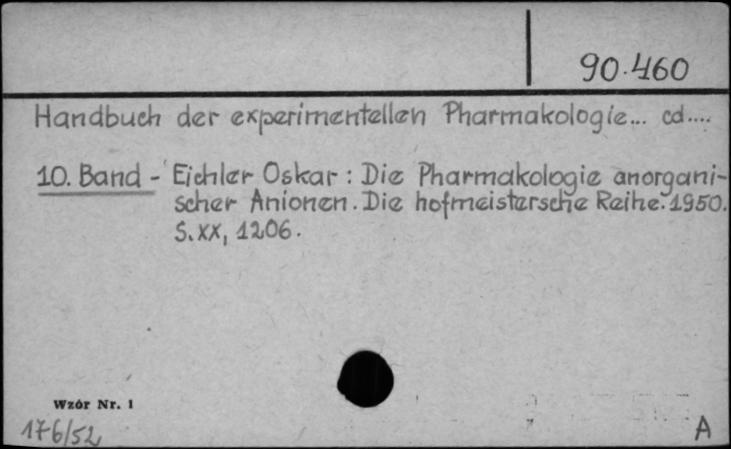 90.460
Handbuch der experimentellen Pharmakologie... cd....
10. Band - Eichler Oskar: Die Pharmakologie anorgani-
scher Anionen. Die hofmeistersche Reihe. 1950.
S. XX, 1206.
Wzór Nr. 1
176/52
A